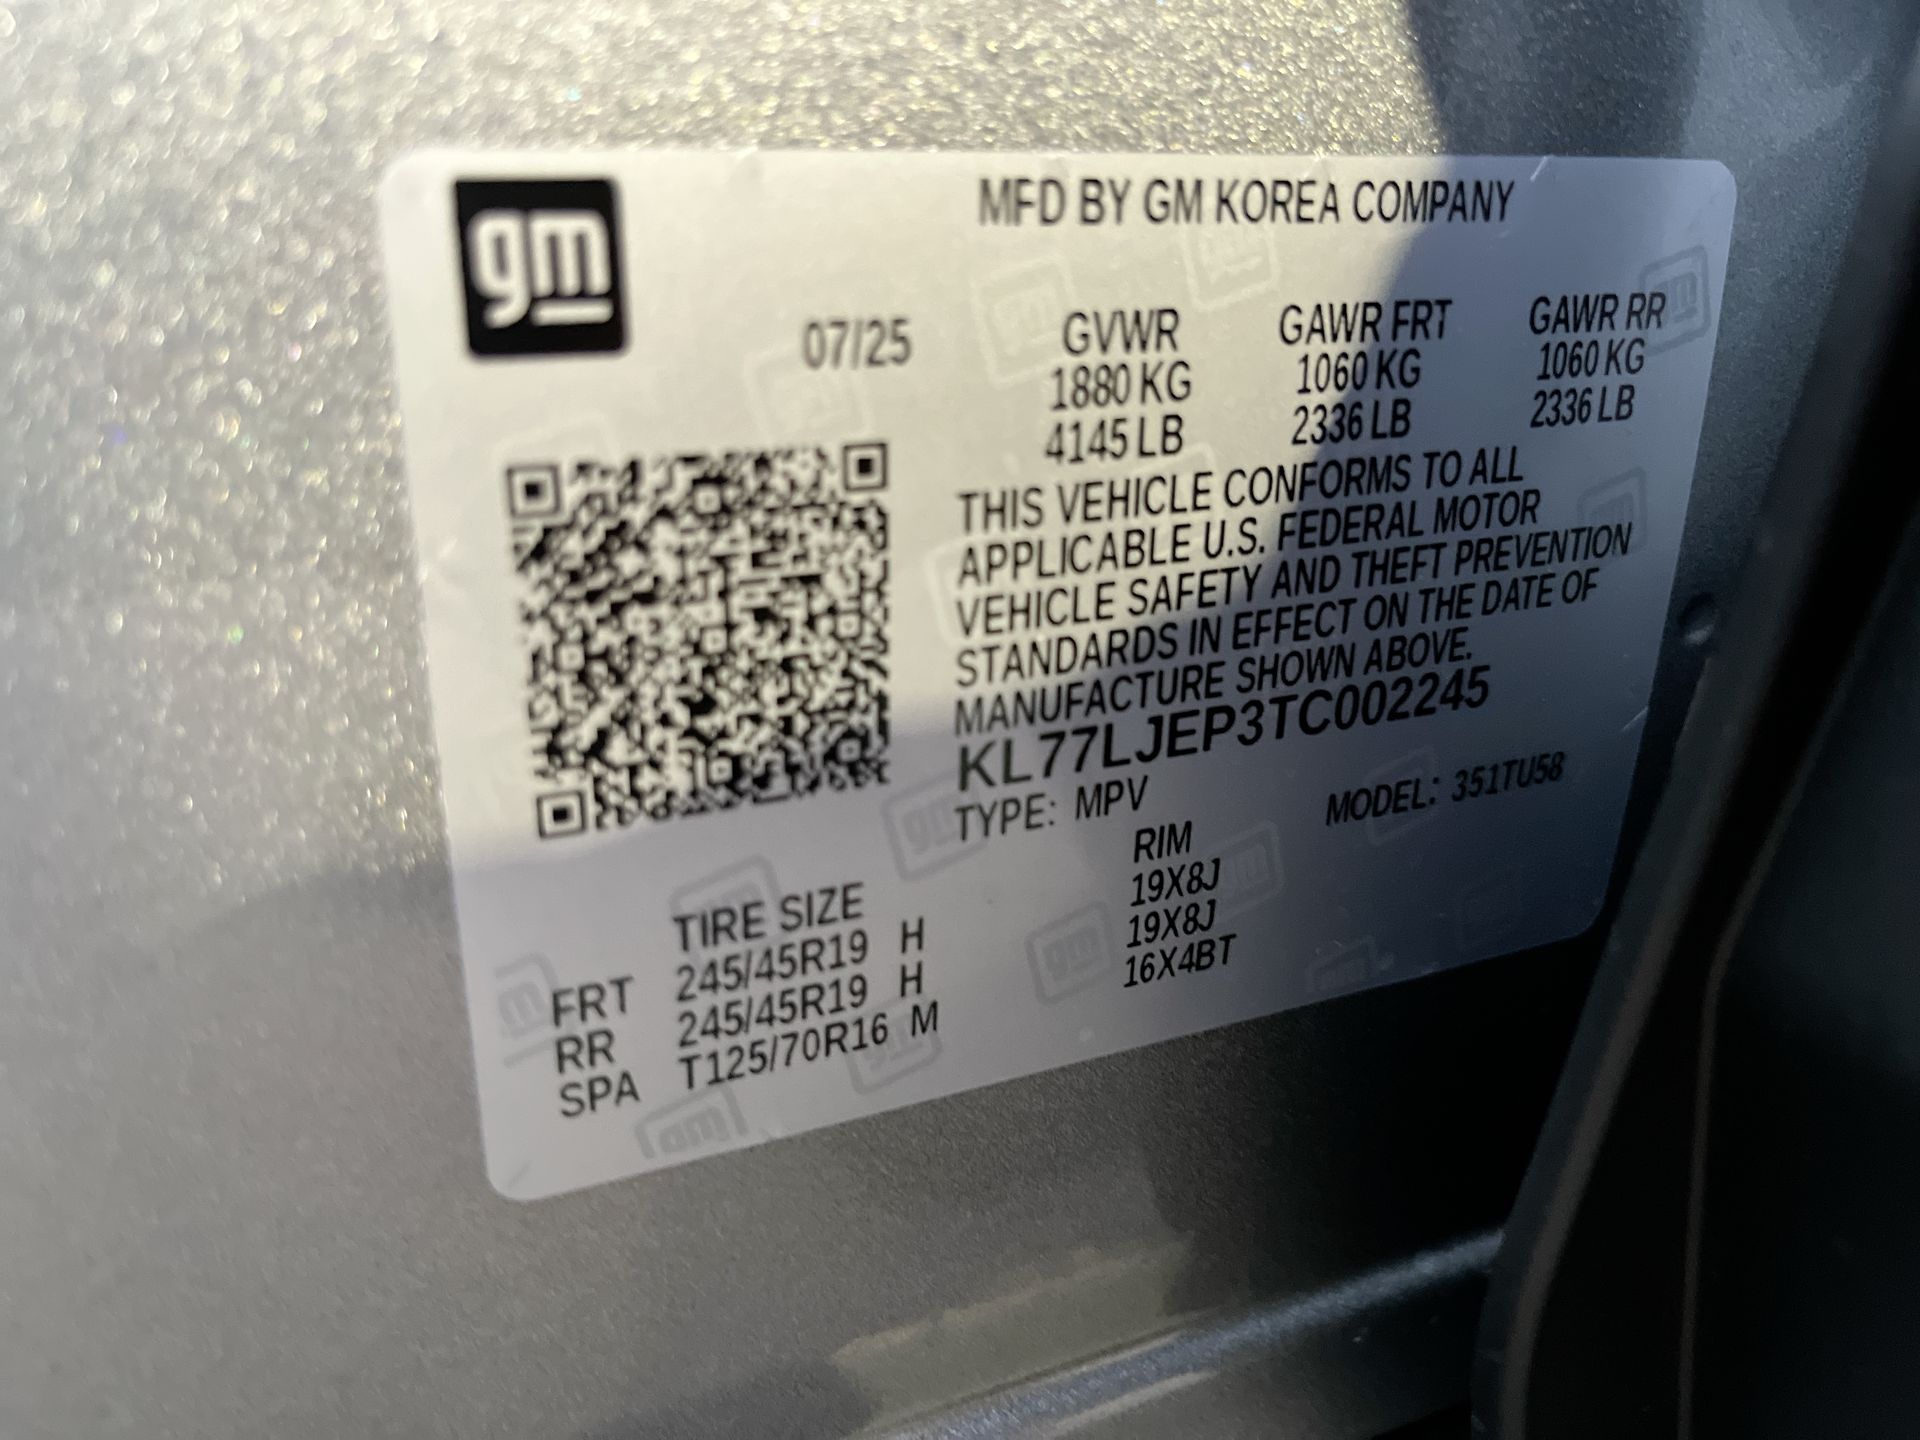 gm
MFD BY GM KOREA COMPANY
07/25 GVWR GAWR FRT GAWR RR
1880 KG 1060 KG 1060 KG
4145 LB 2336 LB 2336 LB
THIS VEHICLE CONFORMS TO ALL
APPLICABLE U.S. FEDERAL MOTOR
VEHICLE SAFETY AND THEFT PREVENTION
STANDARDS IN EFFECT ON THE DATE OF
MANUFACTURE SHOWN ABOVE.
KL77LJEP3TC002245
TYPE: MPV MODEL: 351TU58
TIRE SIZE RIM
FRT 245/45R19 H 19X8J
RR 245/45R19 H 19X8J
SPA T125/70R16 M 16X4BT